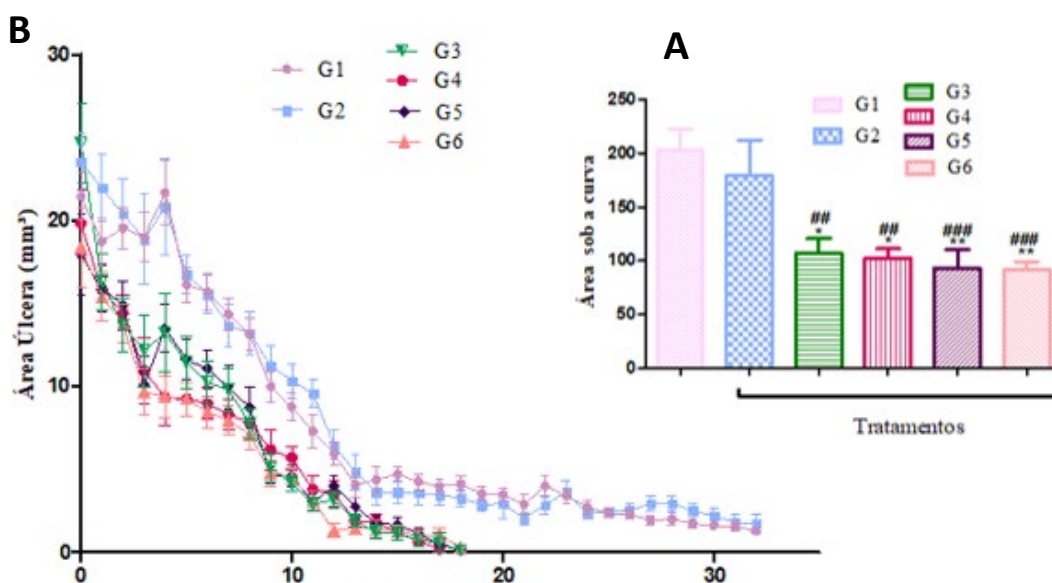 B
Área Úlcera (mm²)
30
20
10
0
0
10
20
30
G1
G2
G3
G4
G5
G6
A
Área sob a curva
250
200
150
100
50
0
G1
G2
G3
G4
G5
G6
##
*
##
*
###
**
###
**
Tratamentos